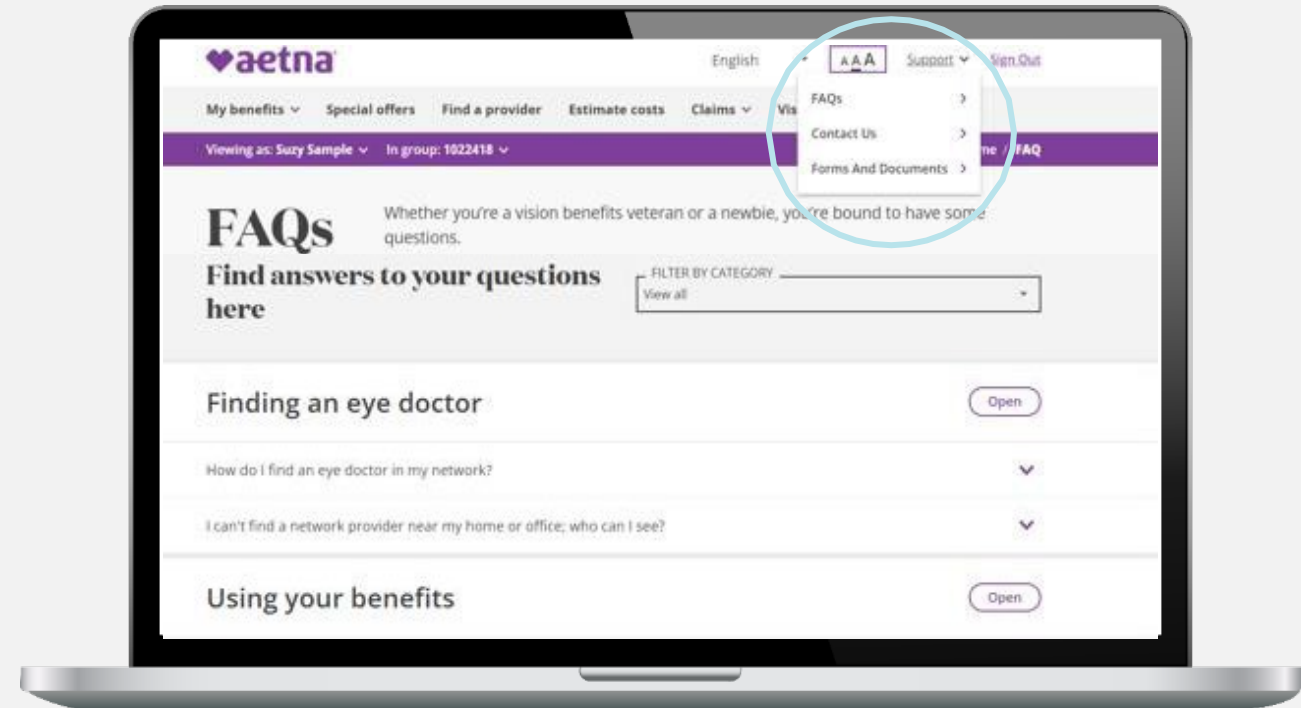 aetna
English AAA Support Sign Out
My benefits Special offers Find a provider Estimate costs Claims Vis
FAQs
Contact Us
Forms And Documents
Viewing as: Suzy Sample In group: 1022418 me / FAQ
FAQs
Whether you're a vision benefits veteran or a newbie, you're bound to have some
questions.
Find answers to your questions
here
FILTER BY CATEGORY
View all
Finding an eye doctor Open
How do I find an eye doctor in my network?
I can't find a network provider near my home or office; who can I see?
Using your benefits Open